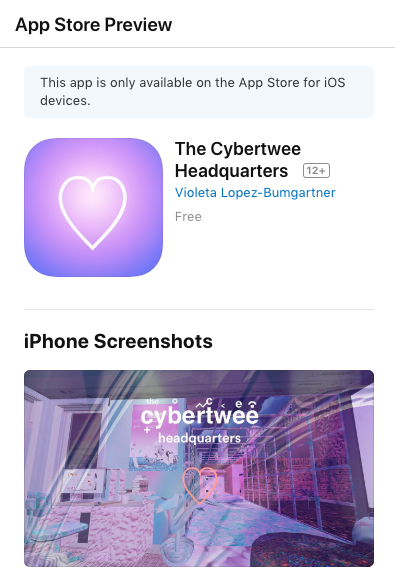 App Store Preview
This app is only available on the App Store for iOS
devices.
The Cybertwee
Headquarters 12+
Violeta Lopez-Bumgartner
Free
iPhone Screenshots
the
cybertweé
headquarters